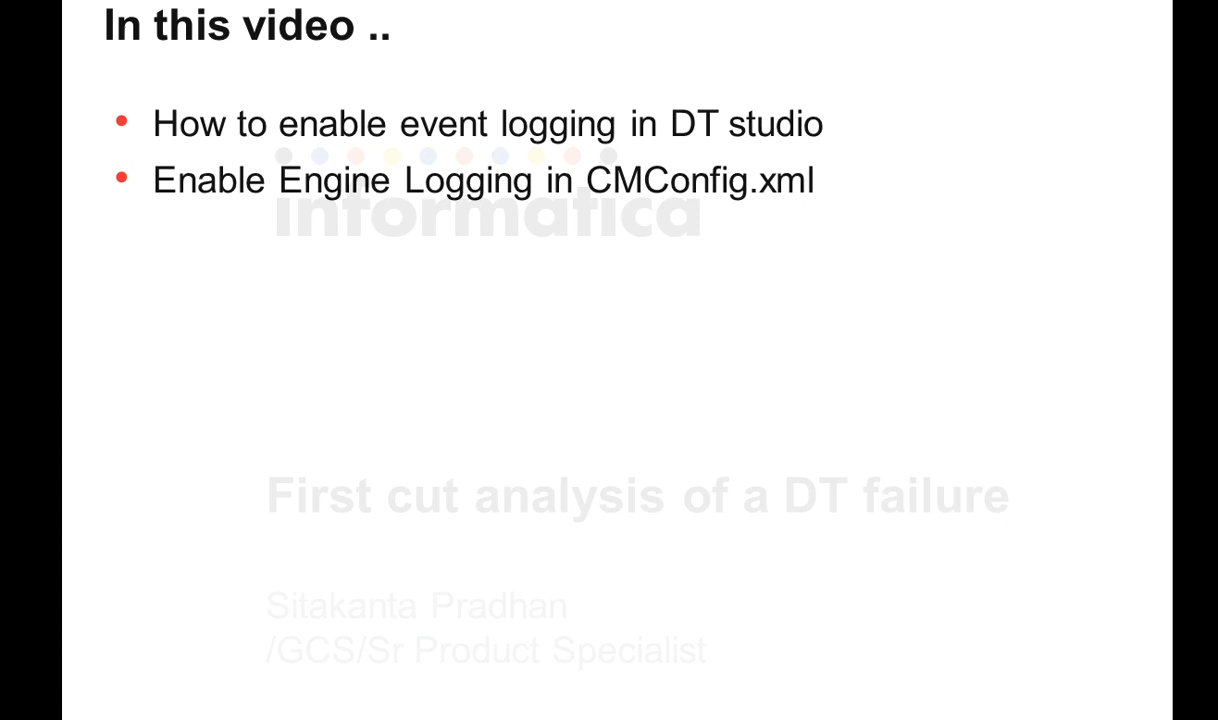 In this video ..
How to enable event logging in DT studio
Enable Engine Logging in CMConfig.xml
informatica
First cut analysis of a DT failure
Sitakanta Pradhan
/GCS/Sr Product Specialist